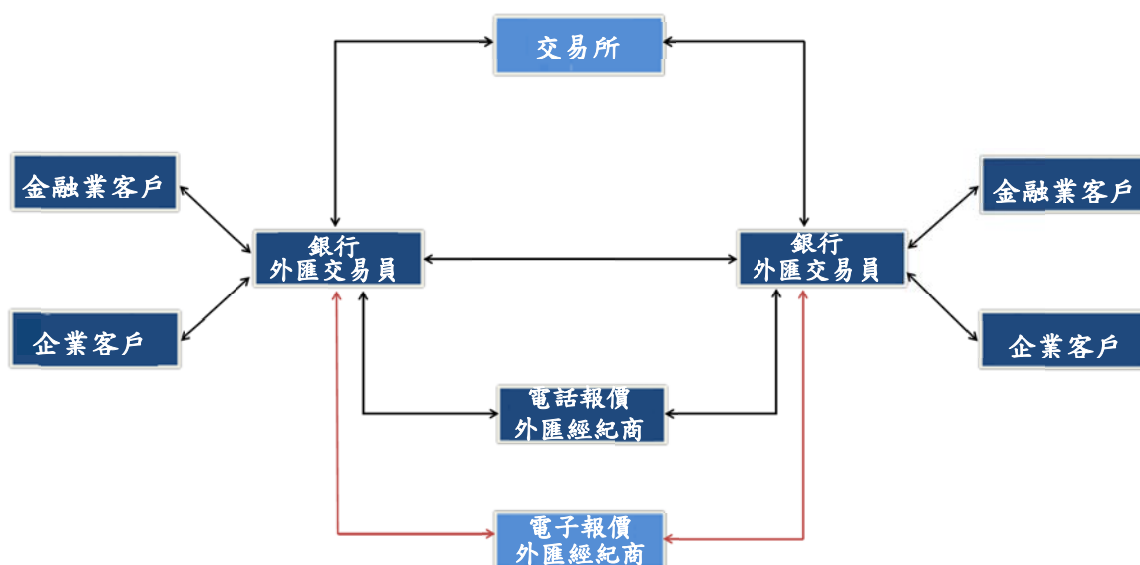 交易所
金融業客戶
金融業客戶
銀行
外匯交易員
銀行
外匯交易員
企業客戶
企業客戶
電話報價
外匯經紀商
電子報價
外匯經紀商